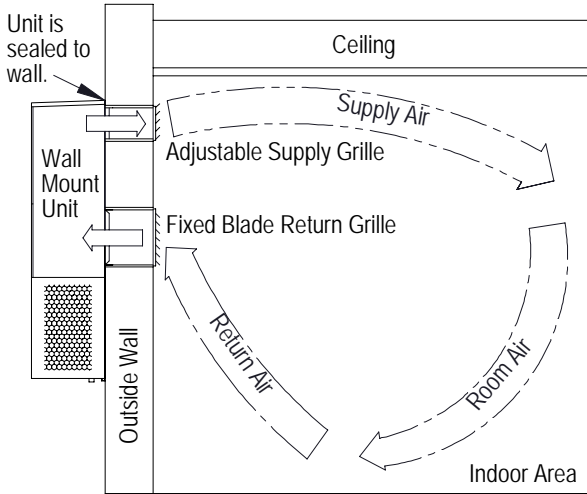 Unit is
sealed to
wall.
Ceiling
Supply Air
Adjustable Supply Grille
Wall
Mount
Unit
Fixed Blade Return Grille
Return Air
Room Air
Outside Wall
Indoor Area